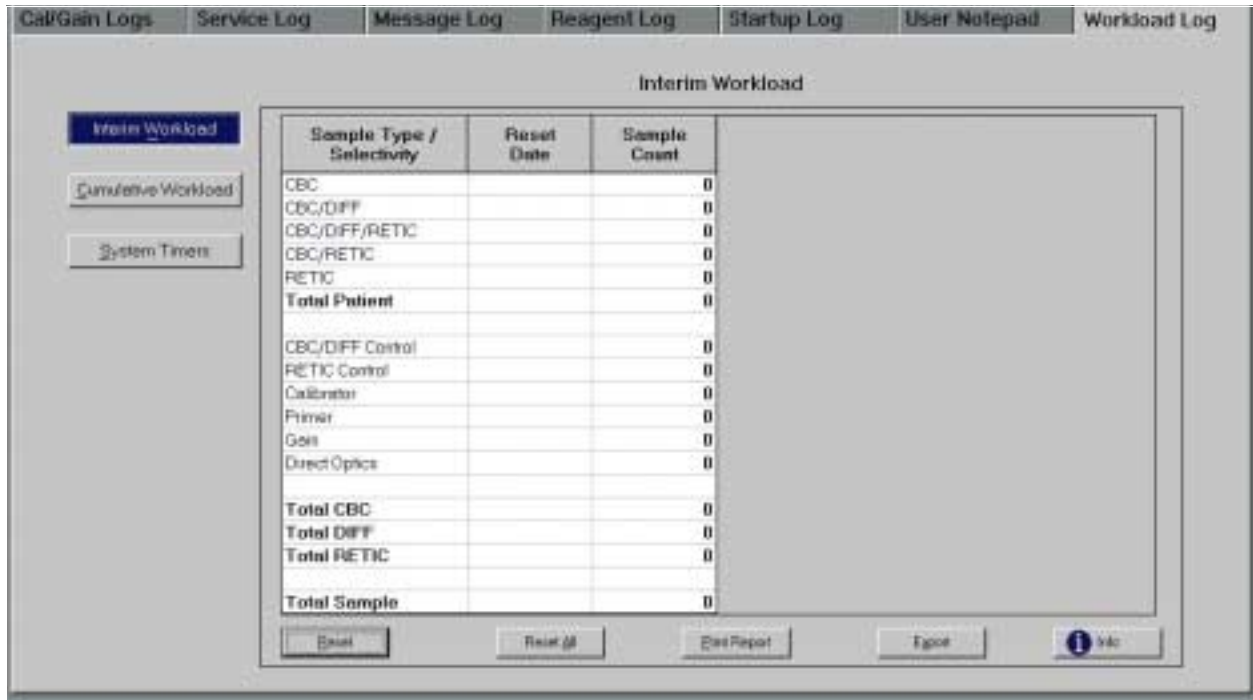 Cal/Gain Logs Service Log Message Log Reagent Log Startup Log User Notepad Workload Log
Interim Workload
Interim Workload
Cumulative Workload
System Timers
Sample Type / Reset Sample
Selectivity Date Count
CBC 0
CBC/DIFF 0
CBC/DIFF/RETIC 0
CBC/RETIC 0
RETIC 0
Total Patient 0
CBC/DIFF Control 0
RETIC Control 0
Calibrator 0
Primer 0
Gain 0
Direct Optics 0
Total CBC 0
Total DIFF 0
Total RETIC 0
Total Sample 0
Reset Reset All Print Report Export i Info